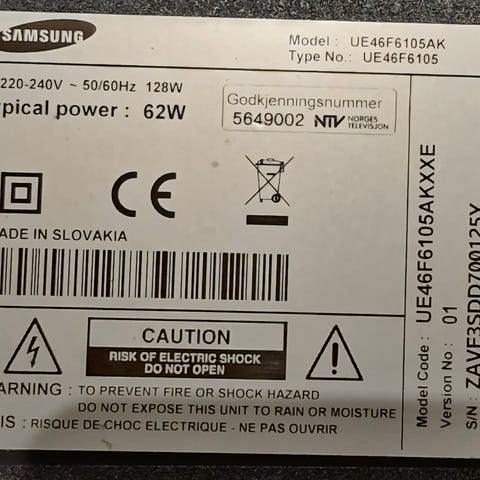 SAMSUNG
Model : UE46F6105AK
Type No.: UE46F6105
220-240V ~ 50/60Hz 128W
ypical power : 62W
Godkjenningsnummer
5649002 NTV NORGES TELEVISJON
CE
ADE IN SLOVAKIA
CAUTION
RISK OF ELECTRIC SHOCK
DO NOT OPEN
ARNING : TO PREVENT FIRE OR SHOCK HAZARD
DO NOT EXPOSE THIS UNIT TO RAIN OR MOISTURE
IS : RISQUE DE CHOC ELECTRIQUE - NE PAS OUVRIR
Model Code : UE46F6105AKXXE
Version No : 01
S/N : ZAVF3SDD700125Y